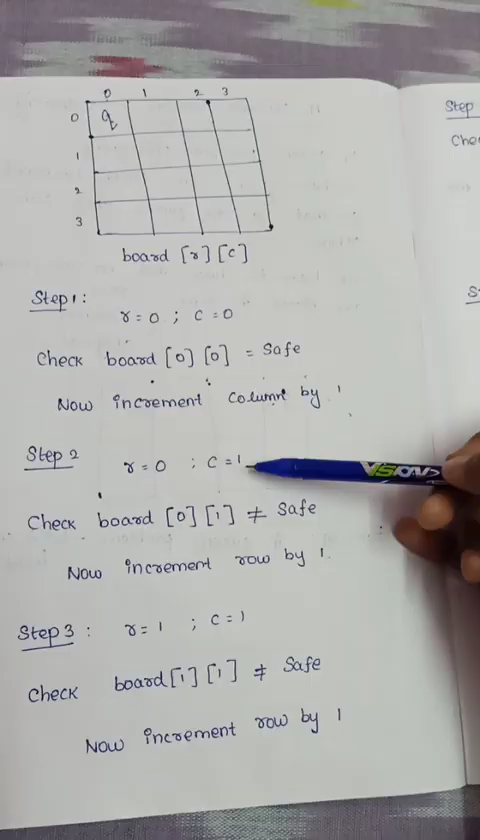 0 1 2 3
0 q
1
2
3
board [r][c]
Step 1:
r=0 ; c=0
Check board [0][0] = Safe
Now increment column by 1
Step 2
r=0 ; c=1
Check board [0][1] ≠ Safe
Now increment row by 1.
Step 3 : r=1 ; c=1
Check board[1][1] ≠ Safe
Now increment row by 1
Step